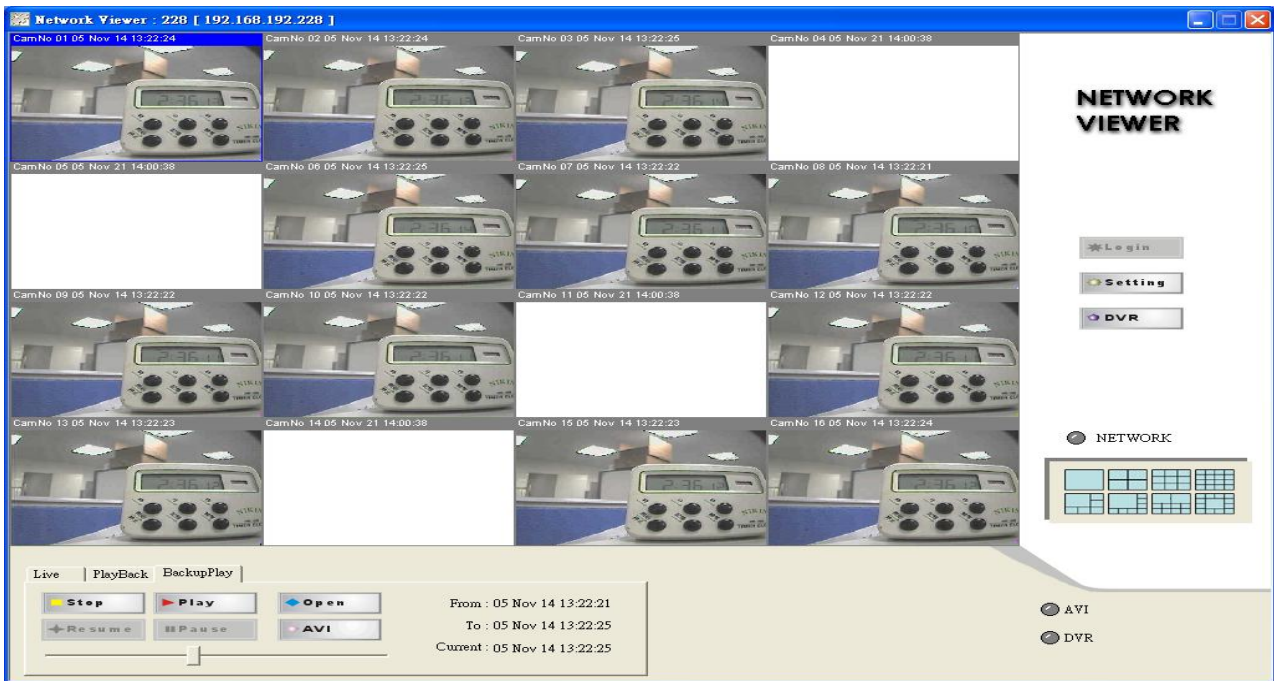 Network Viewer : 228 [ 192.168.192.228 ]
CamNo 01 05 Nov 14 13:22:24
CamNo 02 05 Nov 14 13:22:24
CamNo 03 05 Nov 14 13:22:25
CamNo 04 05 Nov 21 14:00:38
CamNo 05 05 Nov 21 14:00:38
CamNo 06 05 Nov 14 13:22:25
CamNo 07 05 Nov 14 13:22:22
CamNo 08 05 Nov 14 13:22:21
CamNo 09 05 Nov 14 13:22:22
CamNo 10 05 Nov 14 13:22:22
CamNo 11 05 Nov 21 14:00:38
CamNo 12 05 Nov 14 13:22:22
CamNo 13 05 Nov 14 13:22:23
CamNo 14 05 Nov 21 14:00:38
CamNo 15 05 Nov 14 13:22:23
CamNo 16 05 Nov 14 13:22:24
NETWORK
VIEWER
Login
Setting
DVR
NETWORK
Live PlayBack BackupPlay
Stop Play Open
Resume Pause AVI
From : 05 Nov 14 13:22:21
To : 05 Nov 14 13:22:25
Current : 05 Nov 14 13:22:25
AVI
DVR